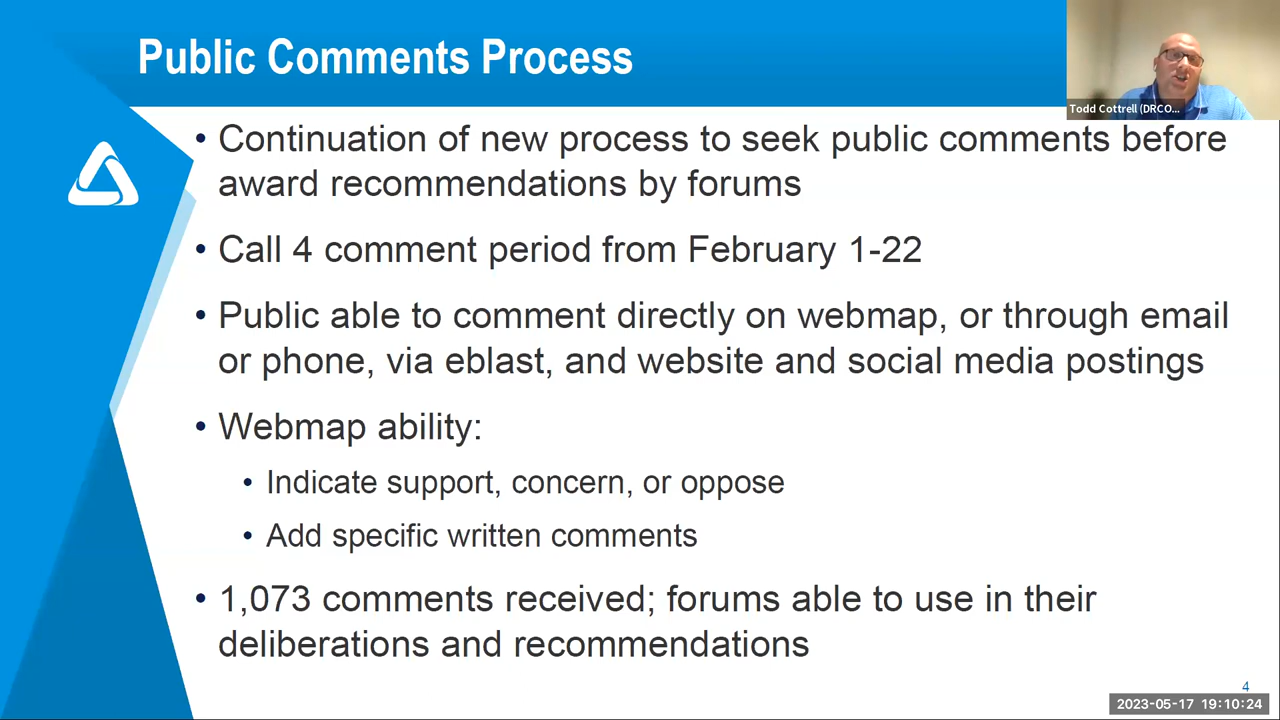 Public Comments Process
Todd Cottrell (DRCO...
• Continuation of new process to seek public comments before
award recommendations by forums
• Call 4 comment period from February 1-22
• Public able to comment directly on webmap, or through email
or phone, via eblast, and website and social media postings
• Webmap ability:
• Indicate support, concern, or oppose
• Add specific written comments
• 1,073 comments received; forums able to use in their
deliberations and recommendations
4
2023-05-17 19:10:24